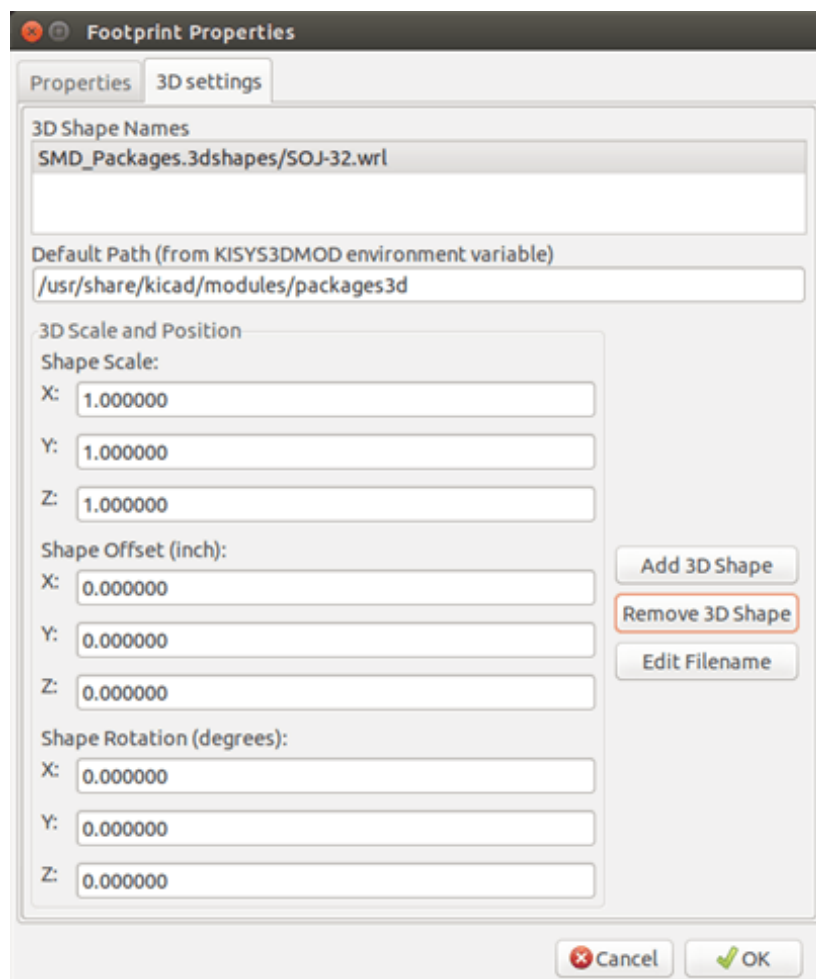 Footprint Properties
Properties
3D settings
3D Shape Names
SMD_Packages.3dshapes/SOJ-32.wrl
Default Path (from KISYS3DMOD environment variable)
/usr/share/kicad/modules/packages3d
3D Scale and Position
Shape Scale:
X: 1.000000
Y: 1.000000
Z: 1.000000
Shape Offset (inch):
X: 0.000000
Y: 0.000000
Z: 0.000000
Shape Rotation (degrees):
X: 0.000000
Y: 0.000000
Z: 0.000000
Add 3D Shape
Remove 3D Shape
Edit Filename
Cancel
OK